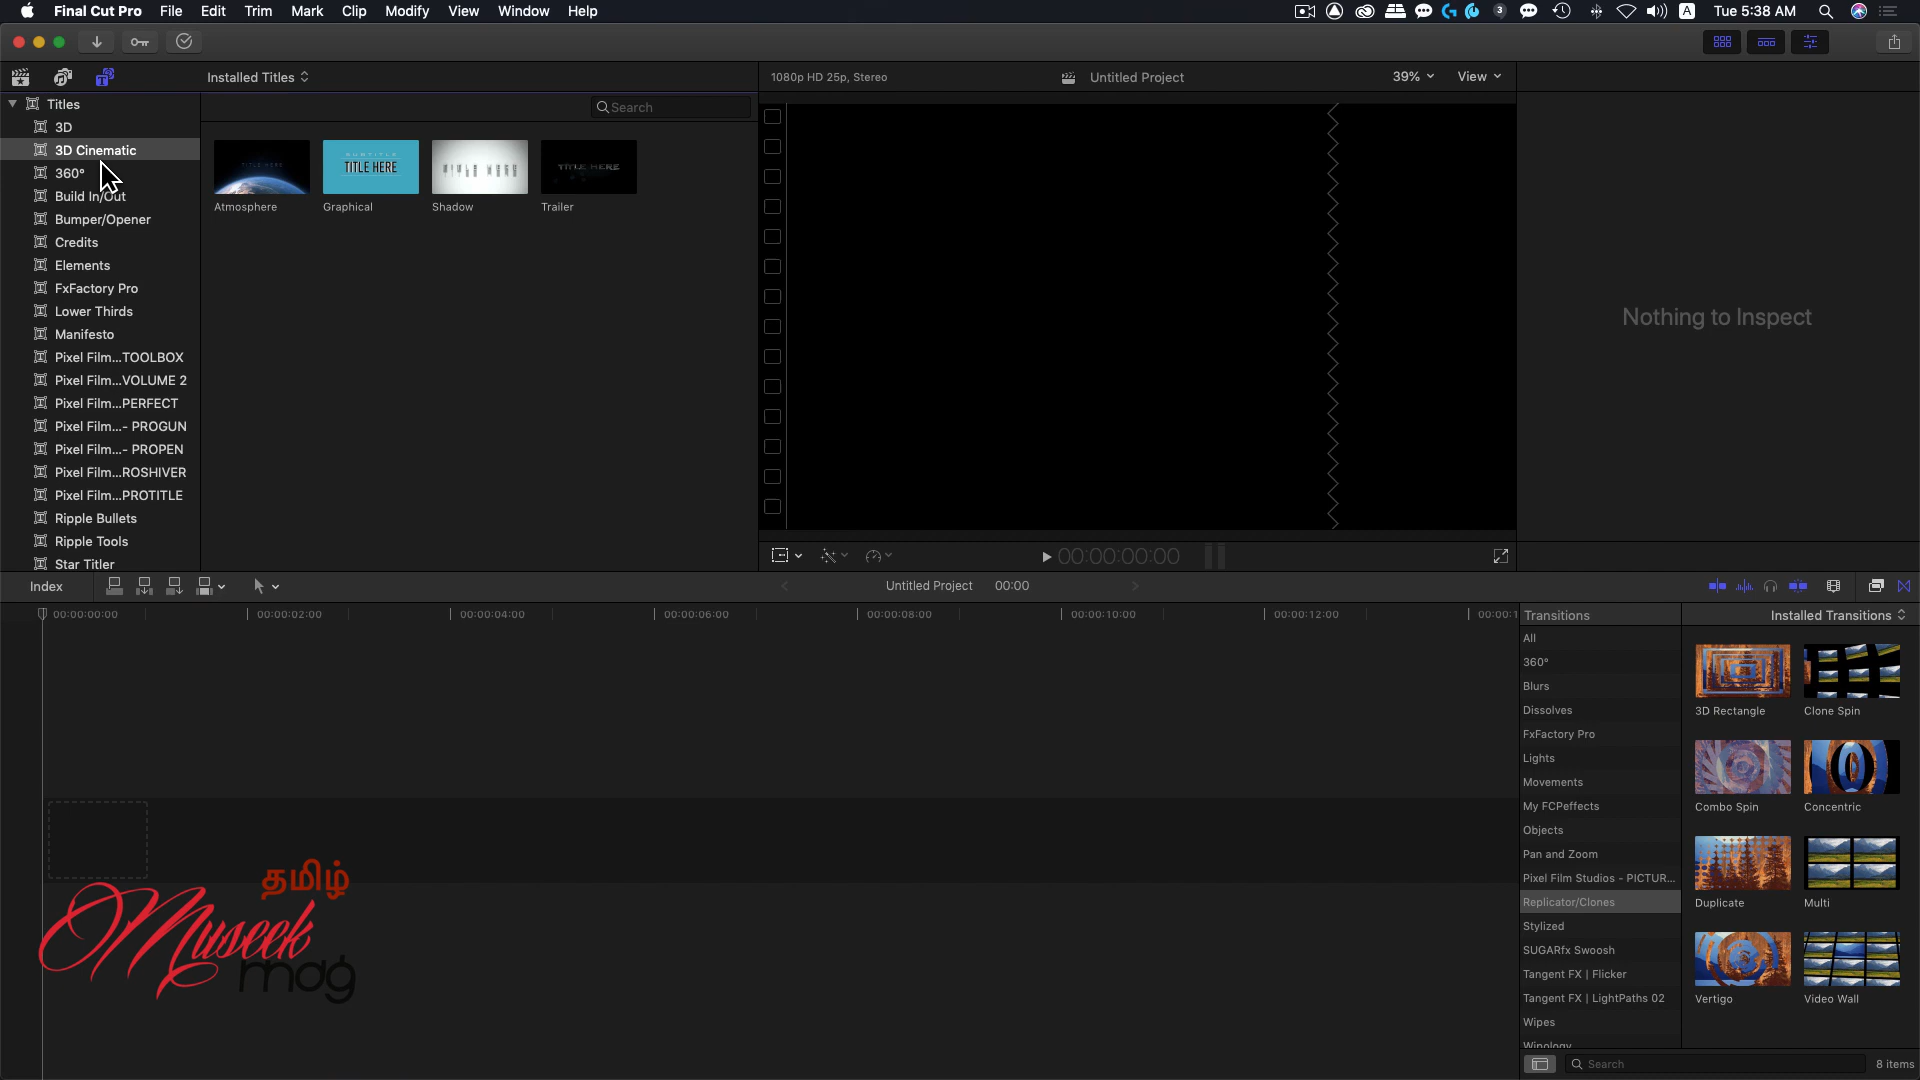 Final Cut Pro File Edit Trim Mark Clip Modify View Window Help
3 A Tue 5:38 AM
Installed Titles
1080p HD 25p, Stereo
Untitled Project
39% View
Titles
3D
3D Cinematic
360°
Build In/Out
Bumper/Opener
Credits
Elements
FxFactory Pro
Lower Thirds
Manifesto
Pixel Film...TOOLBOX
Pixel Film...VOLUME 2
Pixel Film...PERFECT
Pixel Film...- PROGUN
Pixel Film...- PROPEN
Pixel Film...ROSHIVER
Pixel Film...PROTITLE
Ripple Bullets
Ripple Tools
Star Titler
Search
TITLE HERE
SUBTITLE
TITLE HERE
TITLE HERE
TITLE HERE
Atmosphere
Graphical
Shadow
Trailer
Nothing to Inspect
00:00:00:00
Index
Untitled Project 00:00
00:00:00:00 00:00:02:00 00:00:04:00 00:00:06:00 00:00:08:00 00:00:10:00 00:00:12:00 00:00:1
Transitions
All
360°
Blurs
Dissolves
FxFactory Pro
Lights
Movements
My FCPeffects
Objects
Pan and Zoom
Pixel Film Studios - PICTUR...
Replicator/Clones
Stylized
SUGARfx Swoosh
Tangent FX | Flicker
Tangent FX | LightPaths 02
Wipes
Winology
Installed Transitions
3D Rectangle
Clone Spin
Combo Spin
Concentric
Duplicate
Multi
Vertigo
Video Wall
Search
8 items
தமிழ்
Museek
mag